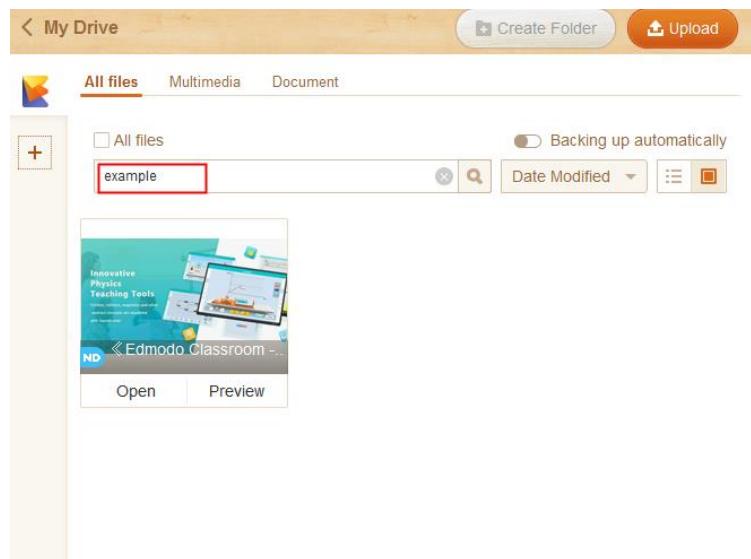 My Drive
Create Folder
Upload
All files
Multimedia
Document
All files
Backing up automatically
example
Date Modified
Innovative
Physics
Teaching Tools
ND
《Edmodo Classroom -..
Open
Preview